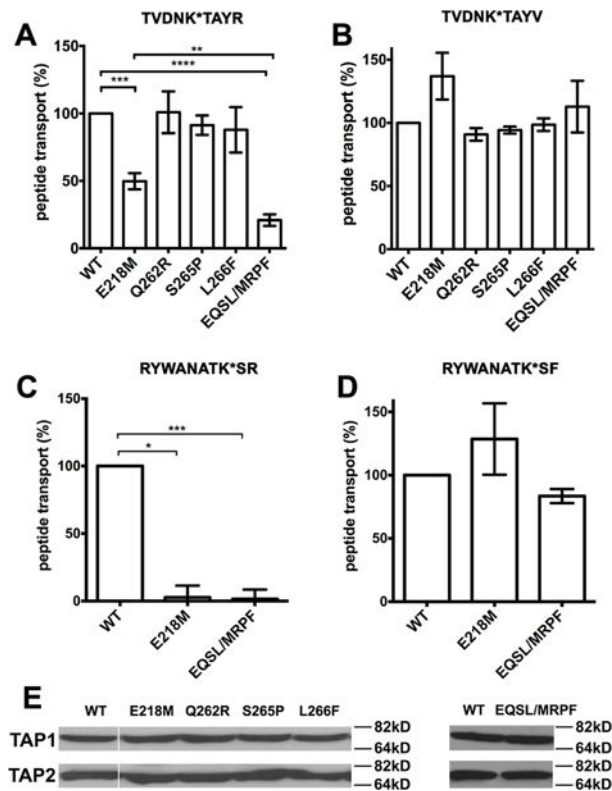 A
TVDNK*TAYR
peptide transport (%)
150
100
50
0
****
**
***
WT
E218M
Q262R
S265P
L266F
EQSL/MRPF
B
TVDNK*TAYV
peptide transport (%)
150
100
50
0
WT
E218M
Q262R
S265P
L266F
EQSL/MRPF
C
RYWANATK*SR
peptide transport (%)
150
100
50
0
***
*
WT
E218M
EQSL/MRPF
D
RYWANATK*SF
peptide transport (%)
150
100
50
0
WT
E218M
EQSL/MRPF
E
WT E218M Q262R S265P L266F
TAP1
82kD
64kD
TAP2
82kD
64kD
WT EQSL/MRPF
82kD
64kD
82kD
64kD